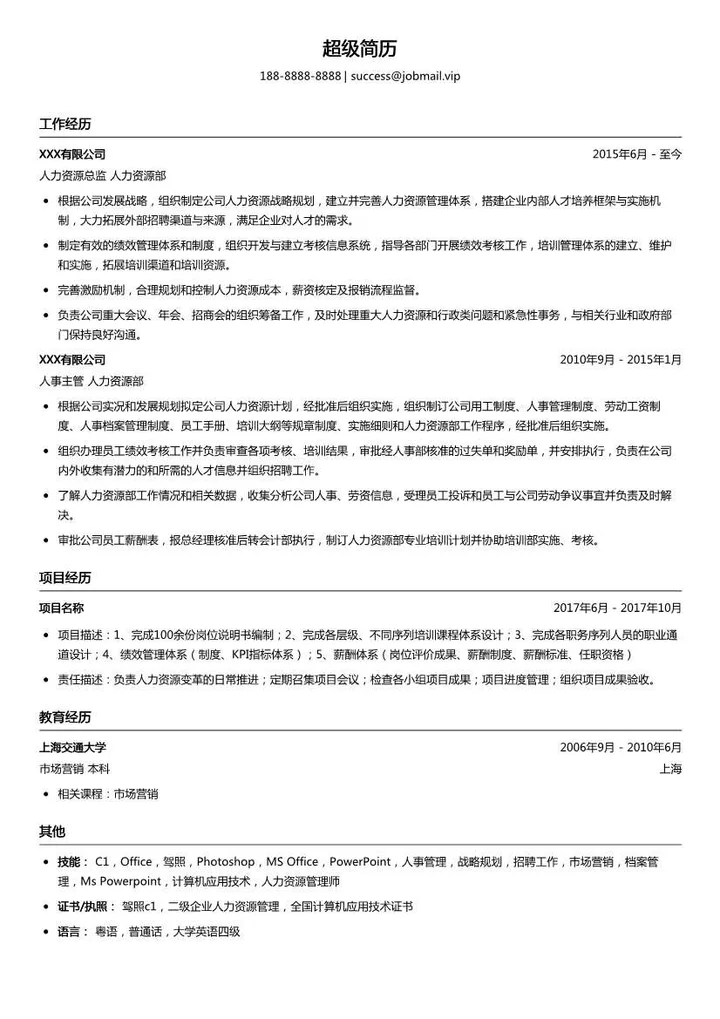 超级简历
188-8888-8888 | success@jobmail.vip
工作经历
XXX有限公司 2015年6月 - 至今
人力资源总监 人力资源部
• 根据公司发展战略，组织制定公司人力资源战略规划，建立并完善人力资源管理体系，搭建企业内部人才培养框架与实施机
制，大力拓展外部招聘渠道与来源，满足企业对人才的需求。
• 制定有效的绩效管理体系和制度，组织开发与建立考核信息系统，指导各部门开展绩效考核工作，培训管理体系的建立、维护
和实施，拓展培训渠道和培训资源。
• 完善激励机制，合理规划和控制人力资源成本，薪资核定及报销流程监督。
• 负责公司重大会议、年会、招商会的组织筹备工作，及时处理重大人力资源和行政类问题和紧急性事务，与相关行业和政府部
门保持良好沟通。
XXX有限公司 2010年9月 - 2015年1月
人事主管 人力资源部
• 根据公司实况和发展规划拟定公司人力资源计划，经批准后组织实施，组织制订公司用工制度、人事管理制度、劳动工资制
度、人事档案管理制度、员工手册、培训大纲等规章制度、实施细则和人力资源部工作程序，经批准后组织实施。
• 组织办理员工绩效考核工作并负责审查各项考核、培训结果，审批经人事部核准的过失单和奖励单，并安排执行，负责在公司
内外收集有潜力的和所需的人才信息并组织招聘工作。
• 了解人力资源部工作情况和相关数据，收集分析公司人事、劳资信息，受理员工投诉和员工与公司劳动争议事宜并负责及时解
决。
• 审批公司员工薪酬表，报总经理核准后转会计部执行，制订人力资源部专业培训计划并协助培训部实施、考核。
项目经历
项目名称 2017年6月 - 2017年10月
• 项目描述：1、完成100余份岗位说明书编制；2、完成各层级、不同序列培训课程体系设计；3、完成各职务序列人员的职业通
道设计；4、绩效管理体系（制度、KPI指标体系）；5、薪酬体系（岗位评价成果、薪酬制度、薪酬标准、任职资格）
• 责任描述：负责人力资源变革的日常推进；定期召集项目会议；检查各小组项目成果；项目进度管理；组织项目成果验收。
教育经历
上海交通大学 2006年9月 - 2010年6月
市场营销 本科 上海
• 相关课程：市场营销
其他
• 技能： C1，Office，驾照，Photoshop，MS Office，PowerPoint，人事管理，战略规划，招聘工作，市场营销，档案管
理，Ms Powerpoint，计算机应用技术，人力资源管理师
• 证书/执照： 驾照c1，二级企业人力资源管理，全国计算机应用技术证书
• 语言： 粤语，普通话，大学英语四级